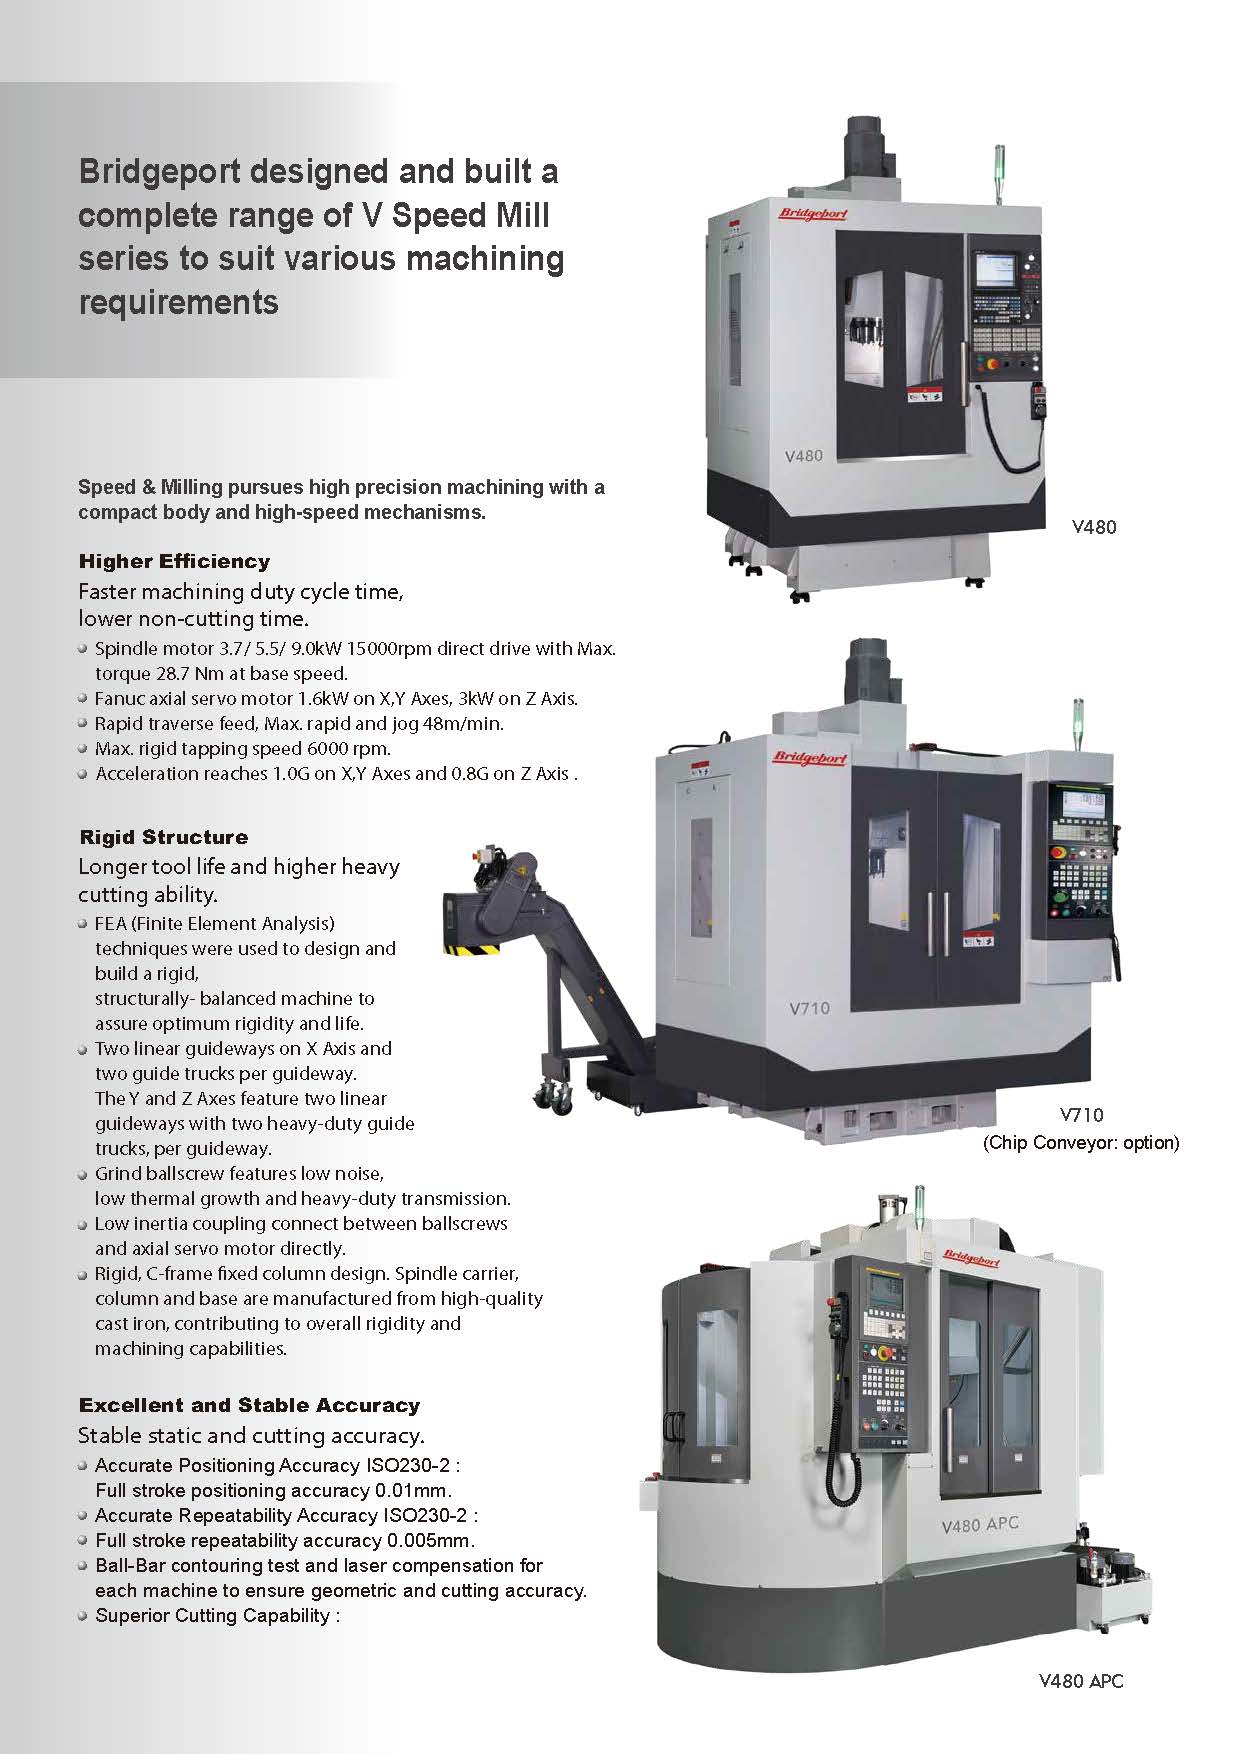 Bridgeport designed and built a
complete range of V Speed Mill
series to suit various machining
requirements
Speed & Milling pursues high precision machining with a
compact body and high-speed mechanisms.
Higher Efficiency
Faster machining duty cycle time,
lower non-cutting time.
Spindle motor 3.7/ 5.5/ 9.0kW 15000rpm direct drive with Max.
torque 28.7 Nm at base speed.
Fanuc axial servo motor 1.6kW on X,Y Axes, 3kW on Z Axis.
Rapid traverse feed, Max. rapid and jog 48m/min.
Max. rigid tapping speed 6000 rpm.
Acceleration reaches 1.0G on X,Y Axes and 0.8G on Z Axis .
Rigid Structure
Longer tool life and higher heavy
cutting ability.
FEA (Finite Element Analysis)
techniques were used to design and
build a rigid,
structurally- balanced machine to
assure optimum rigidity and life.
Two linear guideways on X Axis and
two guide trucks per guideway.
The Y and Z Axes feature two linear
guideways with two heavy-duty guide
trucks, per guideway.
Grind ballscrew features low noise,
low thermal growth and heavy-duty transmission.
Low inertia coupling connect between ballscrews
and axial servo motor directly.
Rigid, C-frame fixed column design. Spindle carrier,
column and base are manufactured from high-quality
cast iron, contributing to overall rigidity and
machining capabilities.
Excellent and Stable Accuracy
Stable static and cutting accuracy.
Accurate Positioning Accuracy ISO230-2 :
Full stroke positioning accuracy 0.01mm.
Accurate Repeatability Accuracy ISO230-2 :
Full stroke repeatability accuracy 0.005mm.
Ball-Bar contouring test and laser compensation for
each machine to ensure geometric and cutting accuracy.
Superior Cutting Capability :
Bridgeport
V480
V480
Bridgeport
V710
V710
(Chip Conveyor: option)
Bridgeport
V480 APC
V480 APC